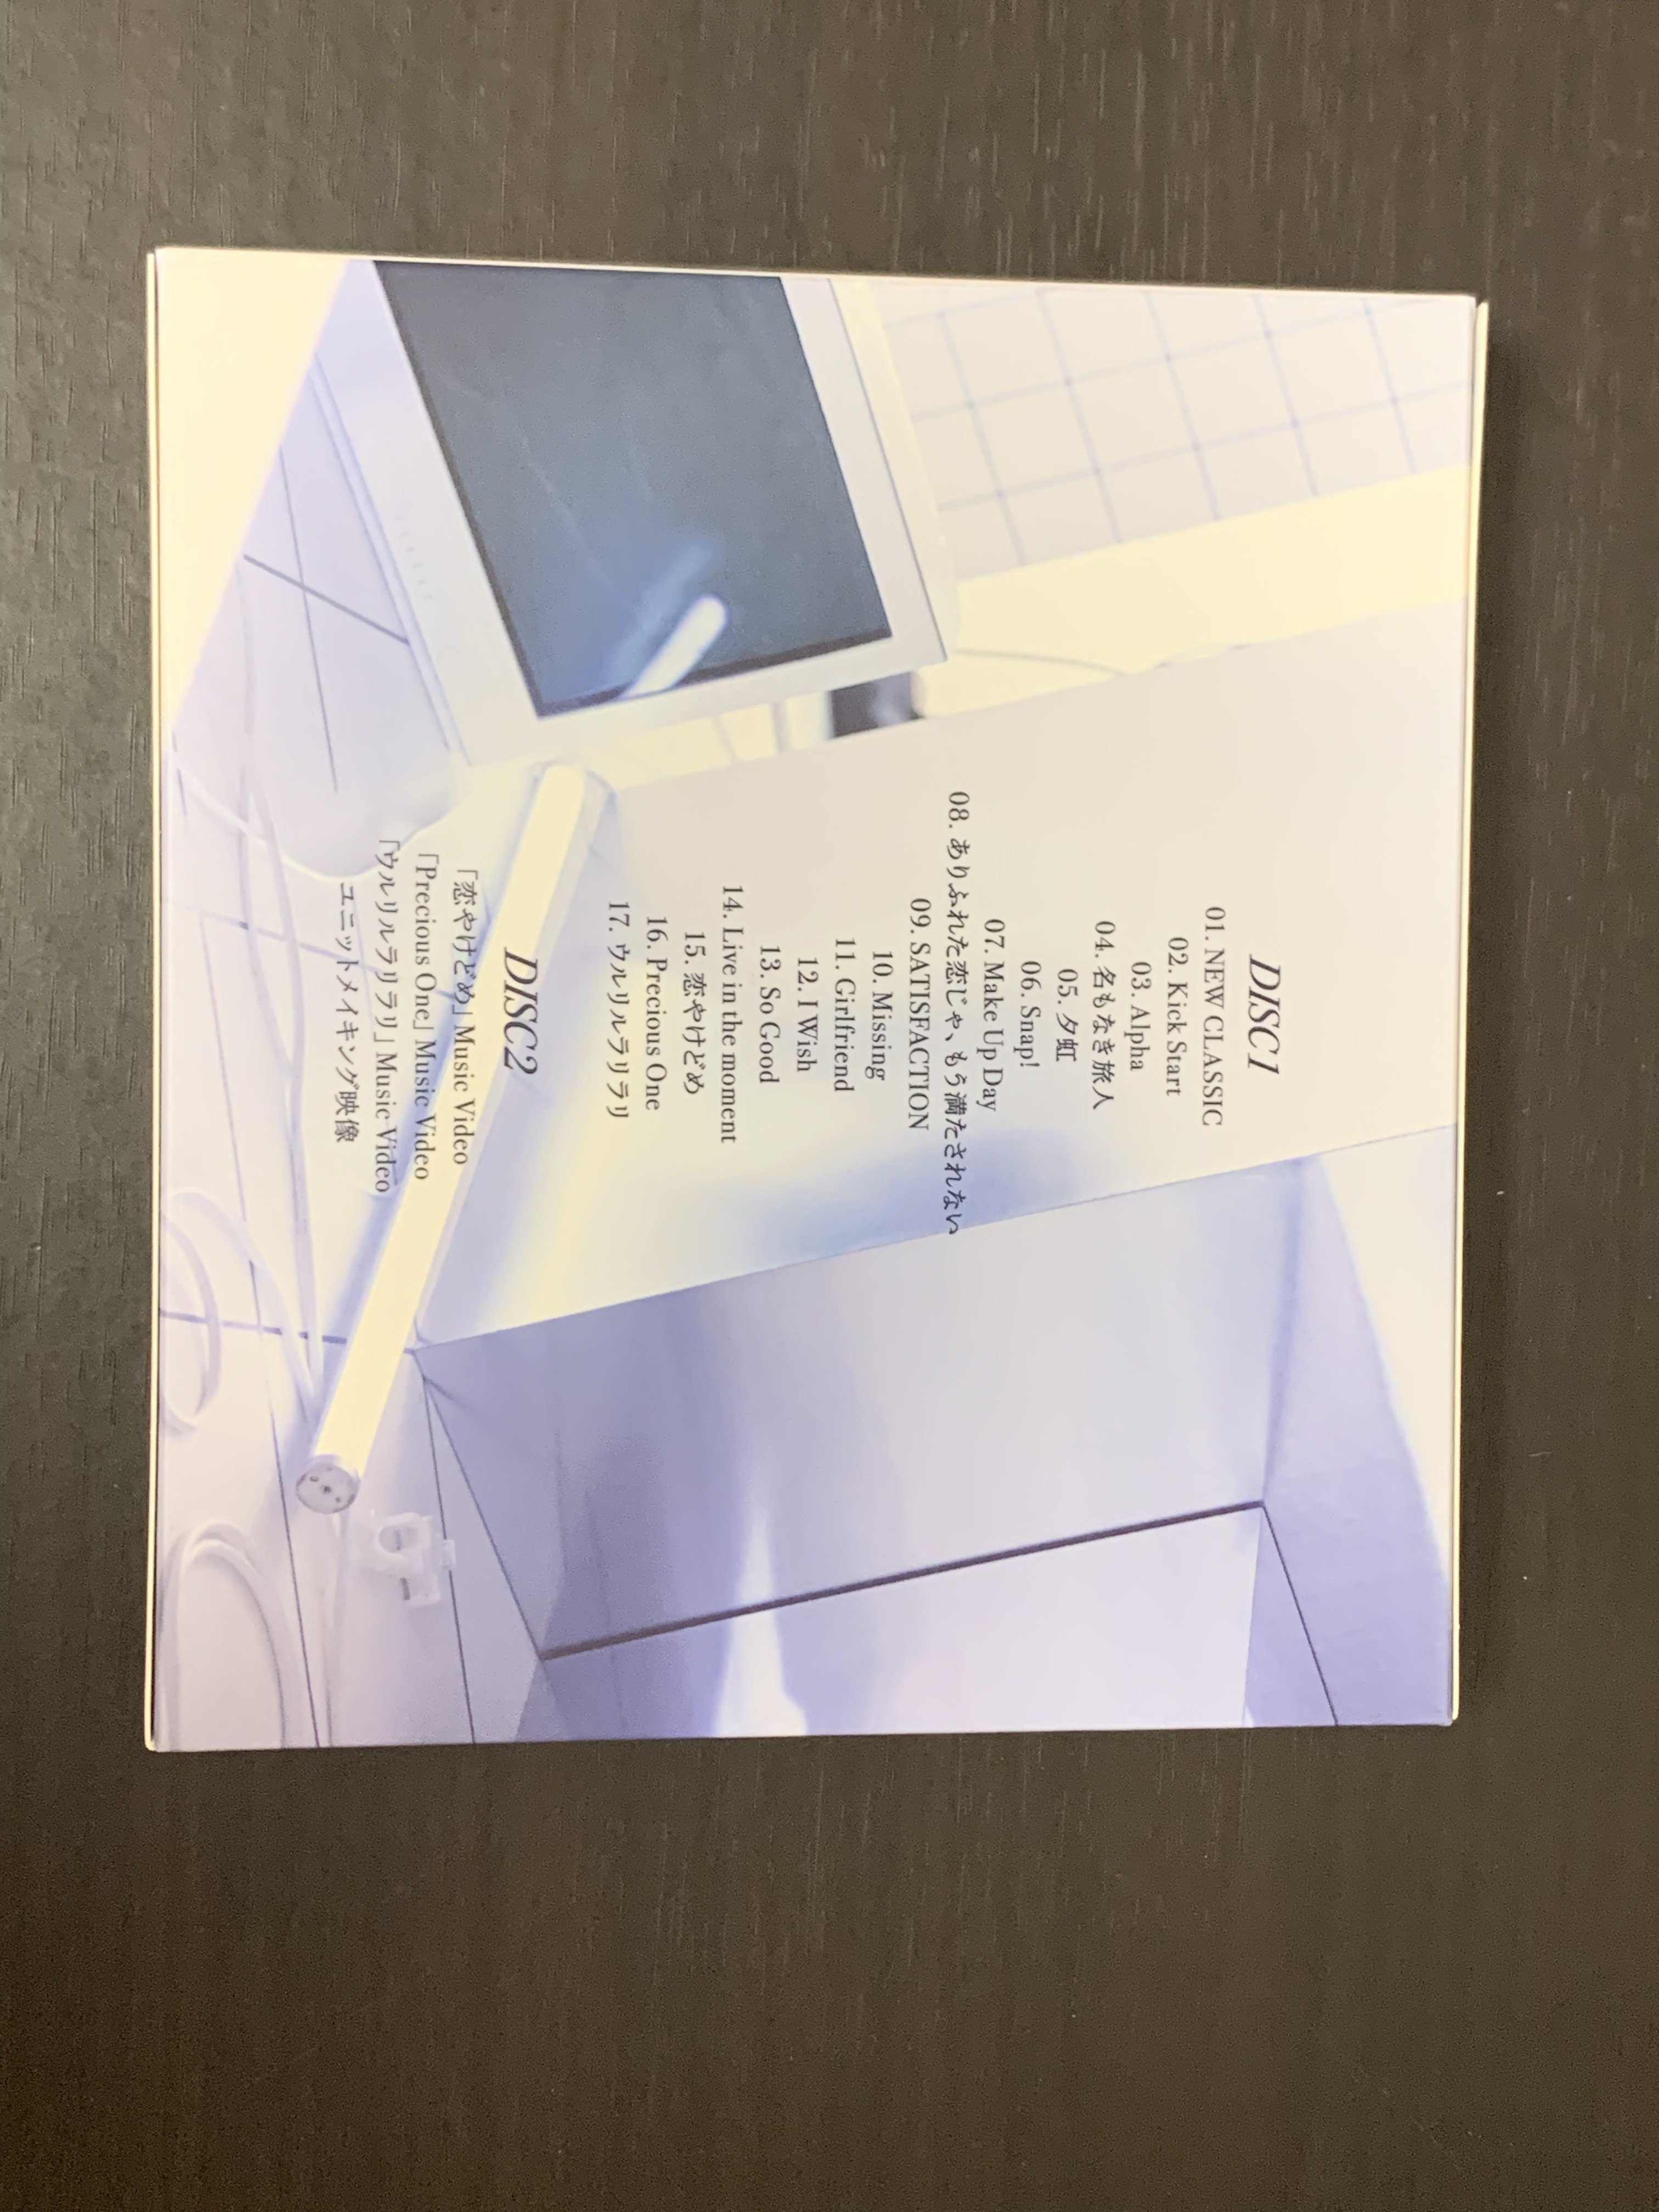 DISC1
01. NEW CLASSIC
02. Kick Start
03. Alpha
04. 名もなき旅人
05. 夕虹
06. Snap!
07. Make Up Day
08. ありふれた恋じゃ、もう満たされない
09. SATISFACTION
10. Missing
11. Girlfriend
12. I Wish
13. So Good
14. Live in the moment
15. 恋やけどめ
16. Precious One
17. ウルリルラリラリ
DISC2
「恋やけどめ」Music Video
「Precious One」Music Video
「ウルリルラリラリ」Music Video
ユニットメイキング映像